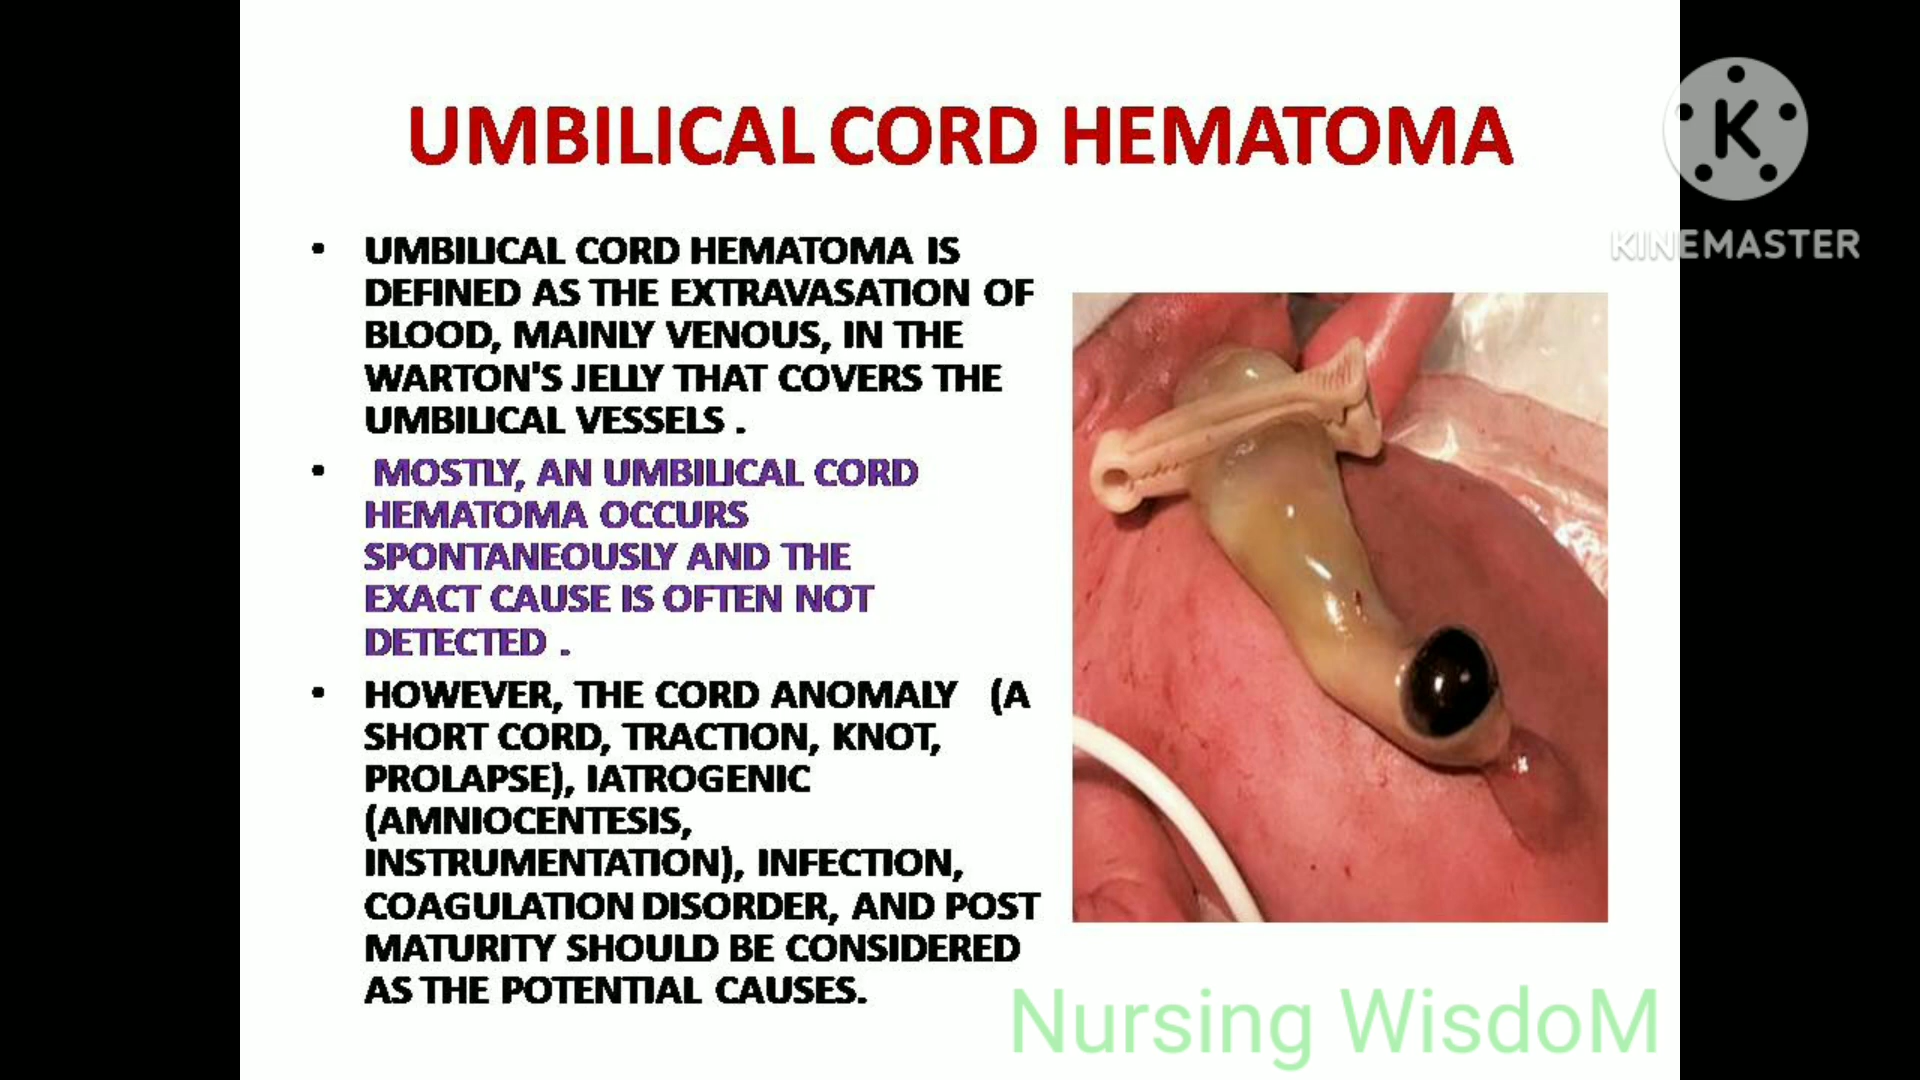 UMBILICAL CORD HEMATOMA
K
KINEMASTER
• UMBILICAL CORD HEMATOMA IS
DEFINED AS THE EXTRAVASATION OF
BLOOD, MAINLY VENOUS, IN THE
WARTON'S JELLY THAT COVERS THE
UMBILICAL VESSELS .
• MOSTLY, AN UMBILICAL CORD
HEMATOMA OCCURS
SPONTANEOUSLY AND THE
EXACT CAUSE IS OFTEN NOT
DETECTED .
• HOWEVER, THE CORD ANOMALY (A
SHORT CORD, TRACTION, KNOT,
PROLAPSE), IATROGENIC
(AMNIOCENTESIS,
INSTRUMENTATION), INFECTION,
COAGULATION DISORDER, AND POST
MATURITY SHOULD BE CONSIDERED
AS THE POTENTIAL CAUSES.
Nursing WisdoM